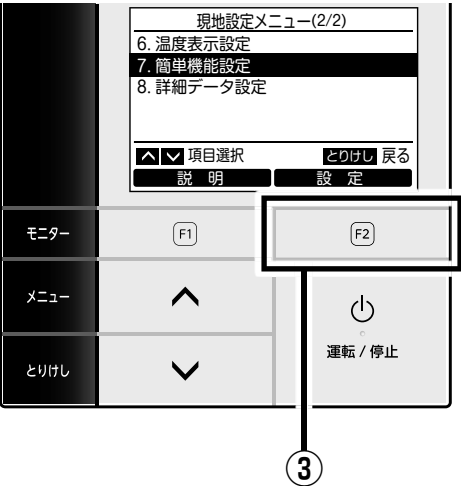 現地設定メニュー(2/2)
6. 温度表示設定
7. 簡単機能設定
8. 詳細データ設定
項目選択 とりけし 戻る
説 明 設 定
モニター F1 F2
メニュー
運転 / 停止
とりけし
③